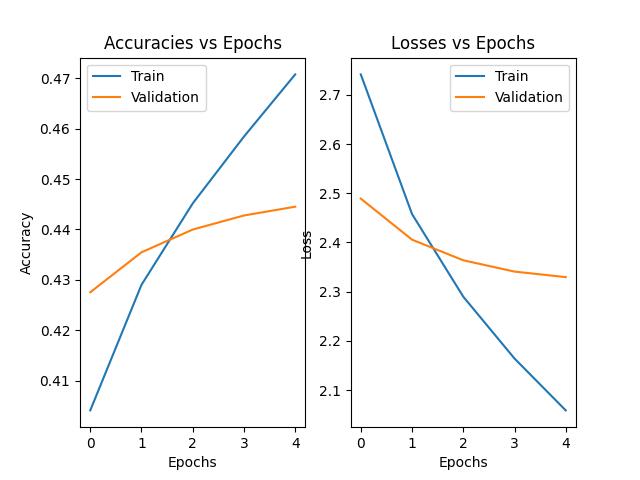 Accuracies vs Epochs
Train
Validation
Accuracy
0.47
0.46
0.45
0.44
0.43
0.42
0.41
0 1 2 3 4
Epochs
Losses vs Epochs
Train
Validation
Loss
2.7
2.6
2.5
2.4
2.3
2.2
2.1
0 1 2 3 4
Epochs